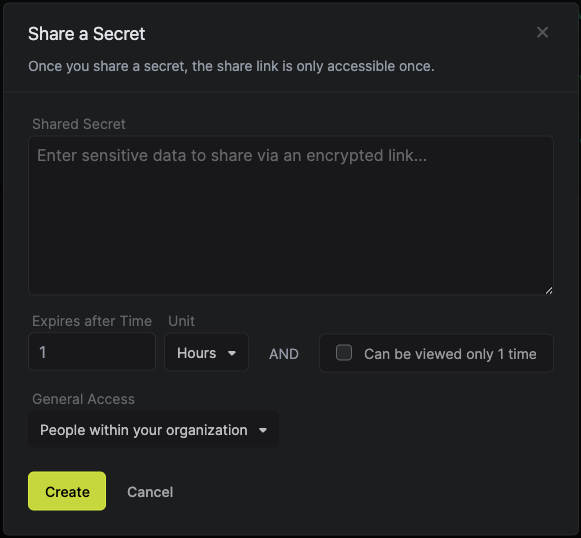 Share a Secret
Once you share a secret, the share link is only accessible once.
Shared Secret
Enter sensitive data to share via an encrypted link...
Expires after Time Unit
1 Hours AND Can be viewed only 1 time
General Access
People within your organization
Create Cancel